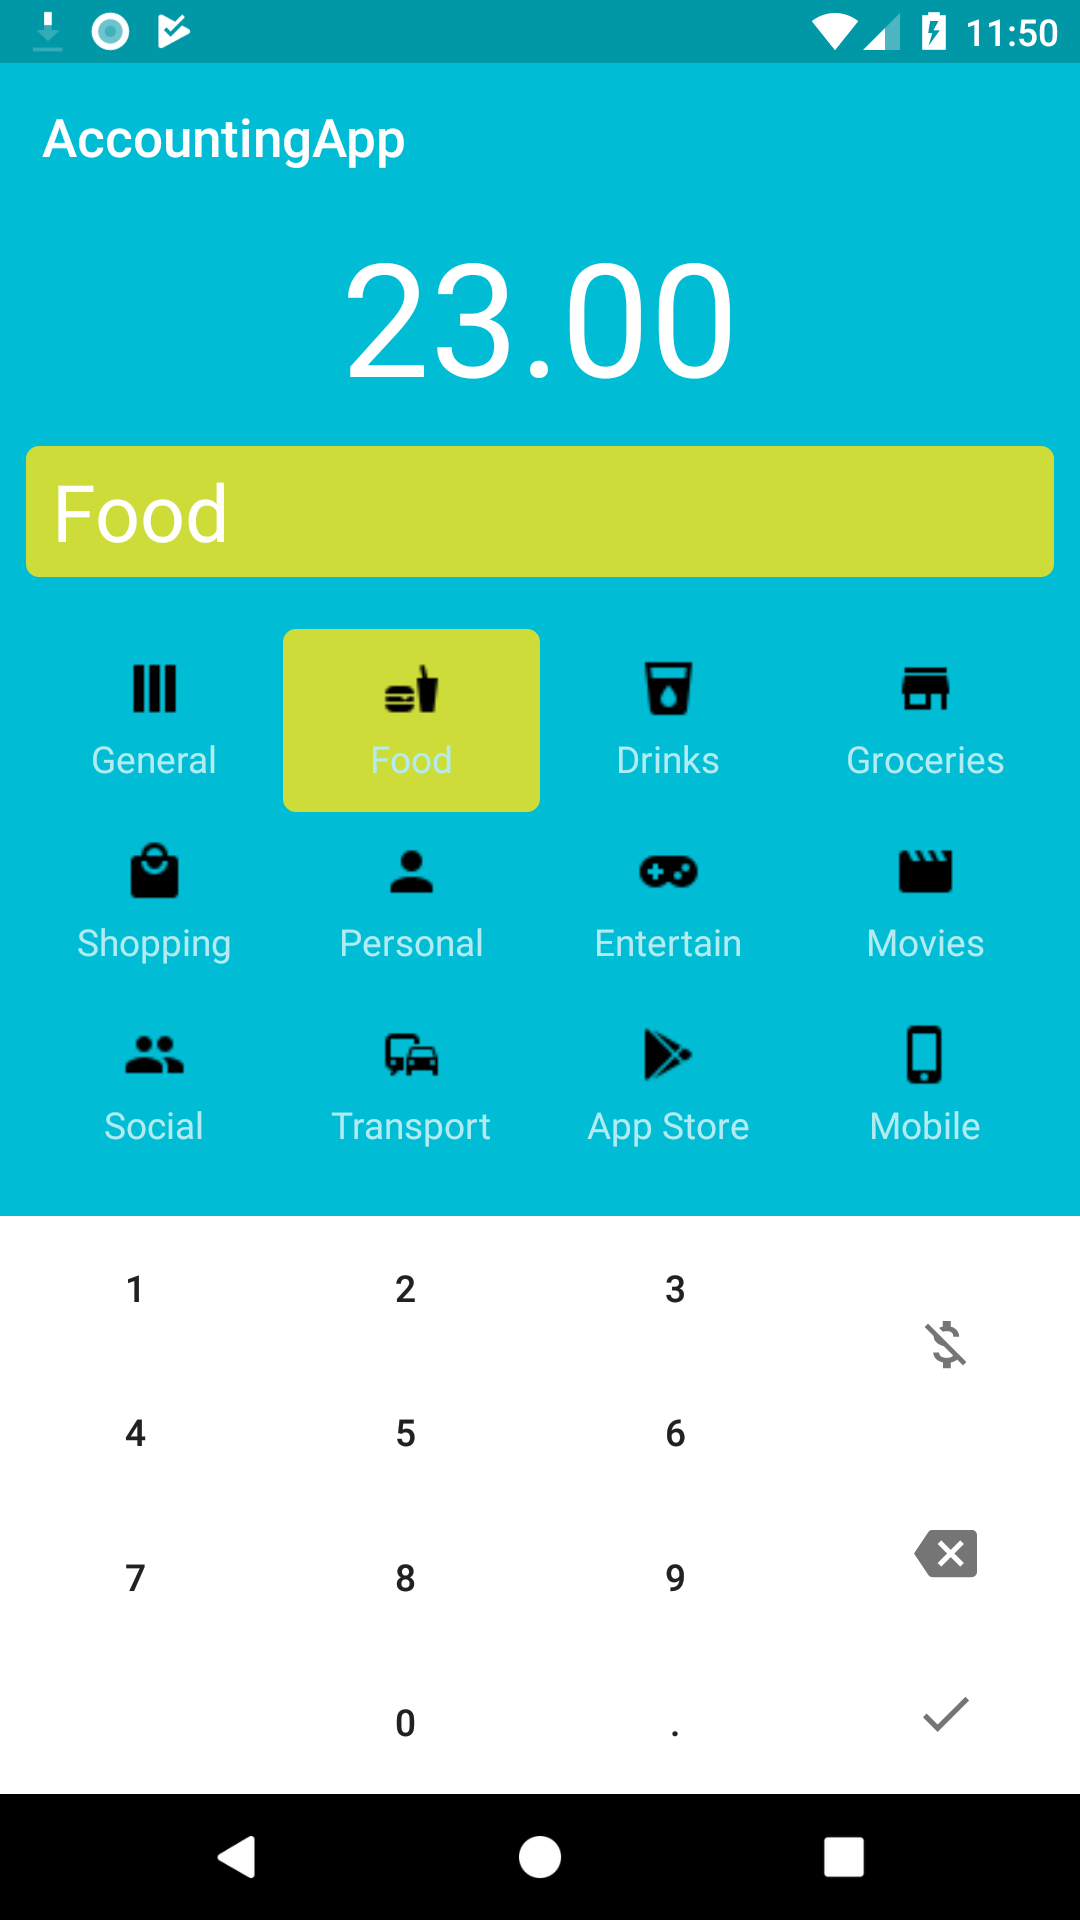 11:50
AccountingApp
23.00
Food
General Food Drinks Groceries
Shopping Personal Entertain Movies
Social Transport App Store Mobile
1 2 3
4 5 6
7 8 9
0 .